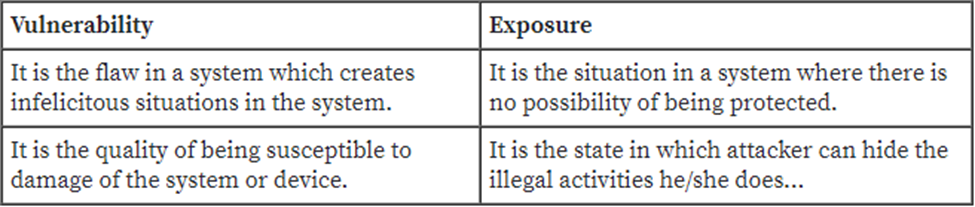 Vulnerability
Exposure
It is the flaw in a system which creates
infelicitous situations in the system.
It is the situation in a system where there is
no possibility of being protected.
It is the quality of being susceptible to
damage of the system or device.
It is the state in which attacker can hide the
illegal activities he/she does...